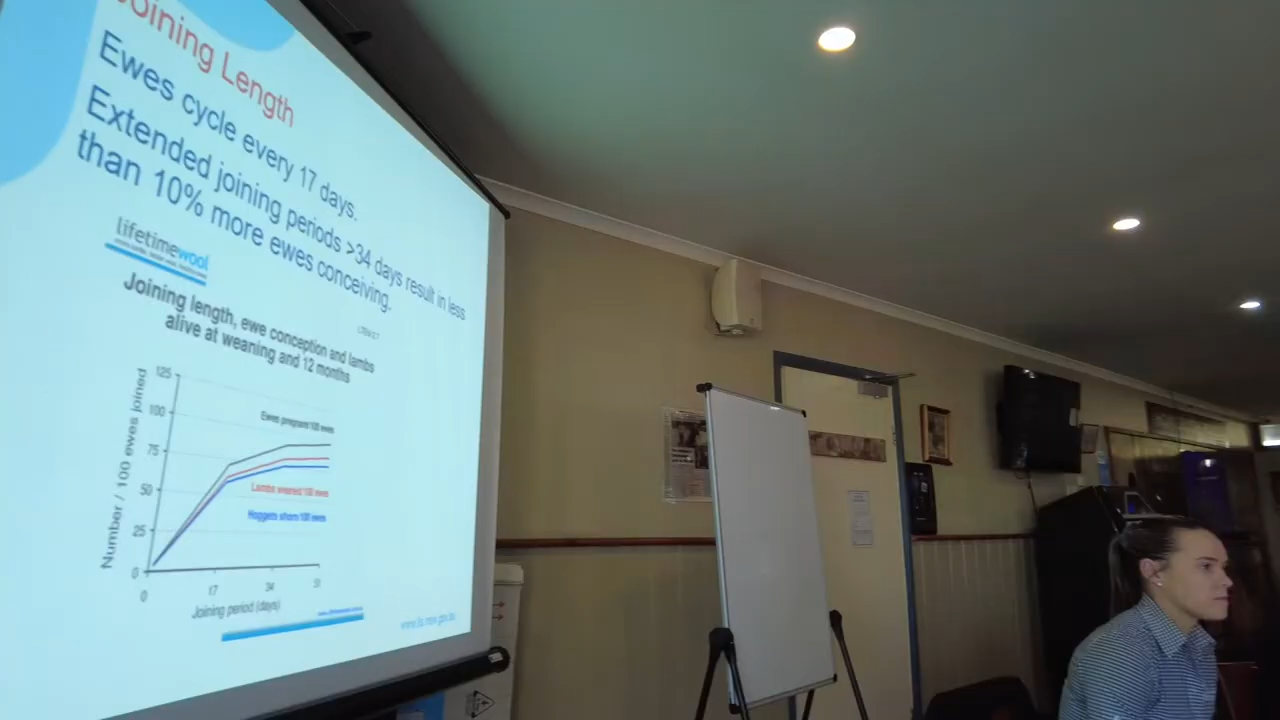 Joining Length
Ewes cycle every 17 days.
Extended joining periods >34 days result in less
than 10% more ewes conceiving.
lifetimewool
Joining length, ewe conception and lambs
alive at weaning and 12 months
Number / 100 ewes joined
125
100
75
50
25
0
Ewes pregnant/100 ewes
Lambs weaned/100 ewes
Hoggets shorn/100 ewes
0
17
34
51
Joining period (days)